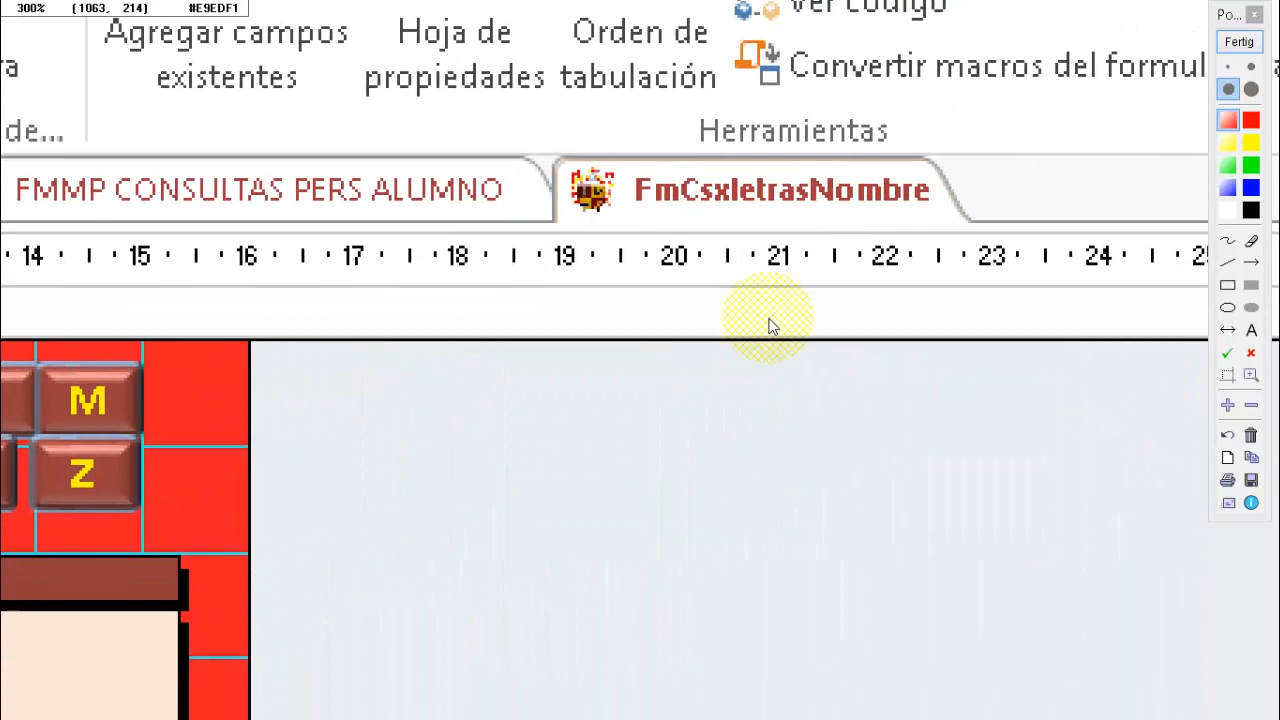 300% (1063, 214) #E9EDF1
Po...
Fertig
Agregar campos existentes
Hoja de propiedades
Orden de tabulación
Ver código
Convertir macros del formul
de...
Herramientas
FMMP CONSULTAS PERS ALUMNO
FmCsxletrasNombre
14 15 16 17 18 19 20 21 22 23 24
M
Z
A